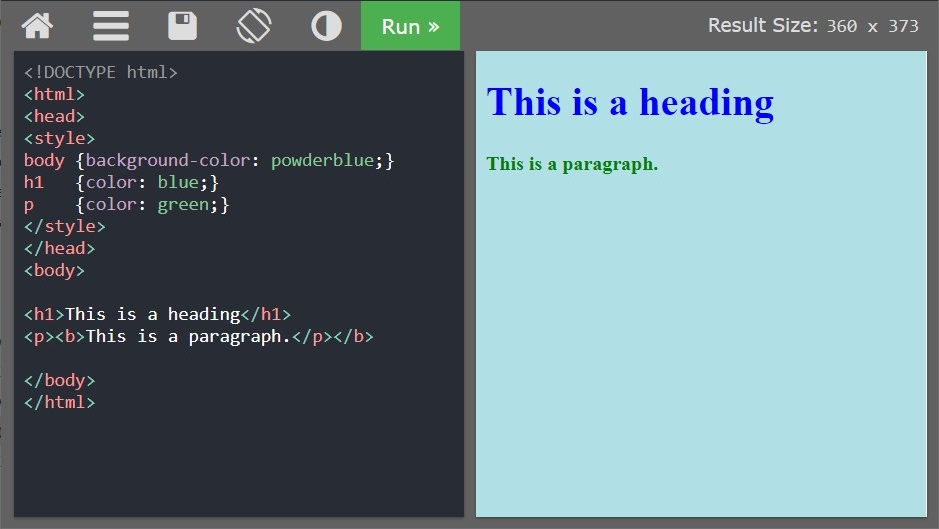 Run »
Result Size: 360 x 373
<!DOCTYPE html>
<html>
<head>
<style>
body {background-color: powderblue;}
h1   {color: blue;}
p    {color: green;}
</style>
</head>
<body>
<h1>This is a heading</h1>
<p><b>This is a paragraph.</p></b>
</body>
</html>
This is a heading
This is a paragraph.